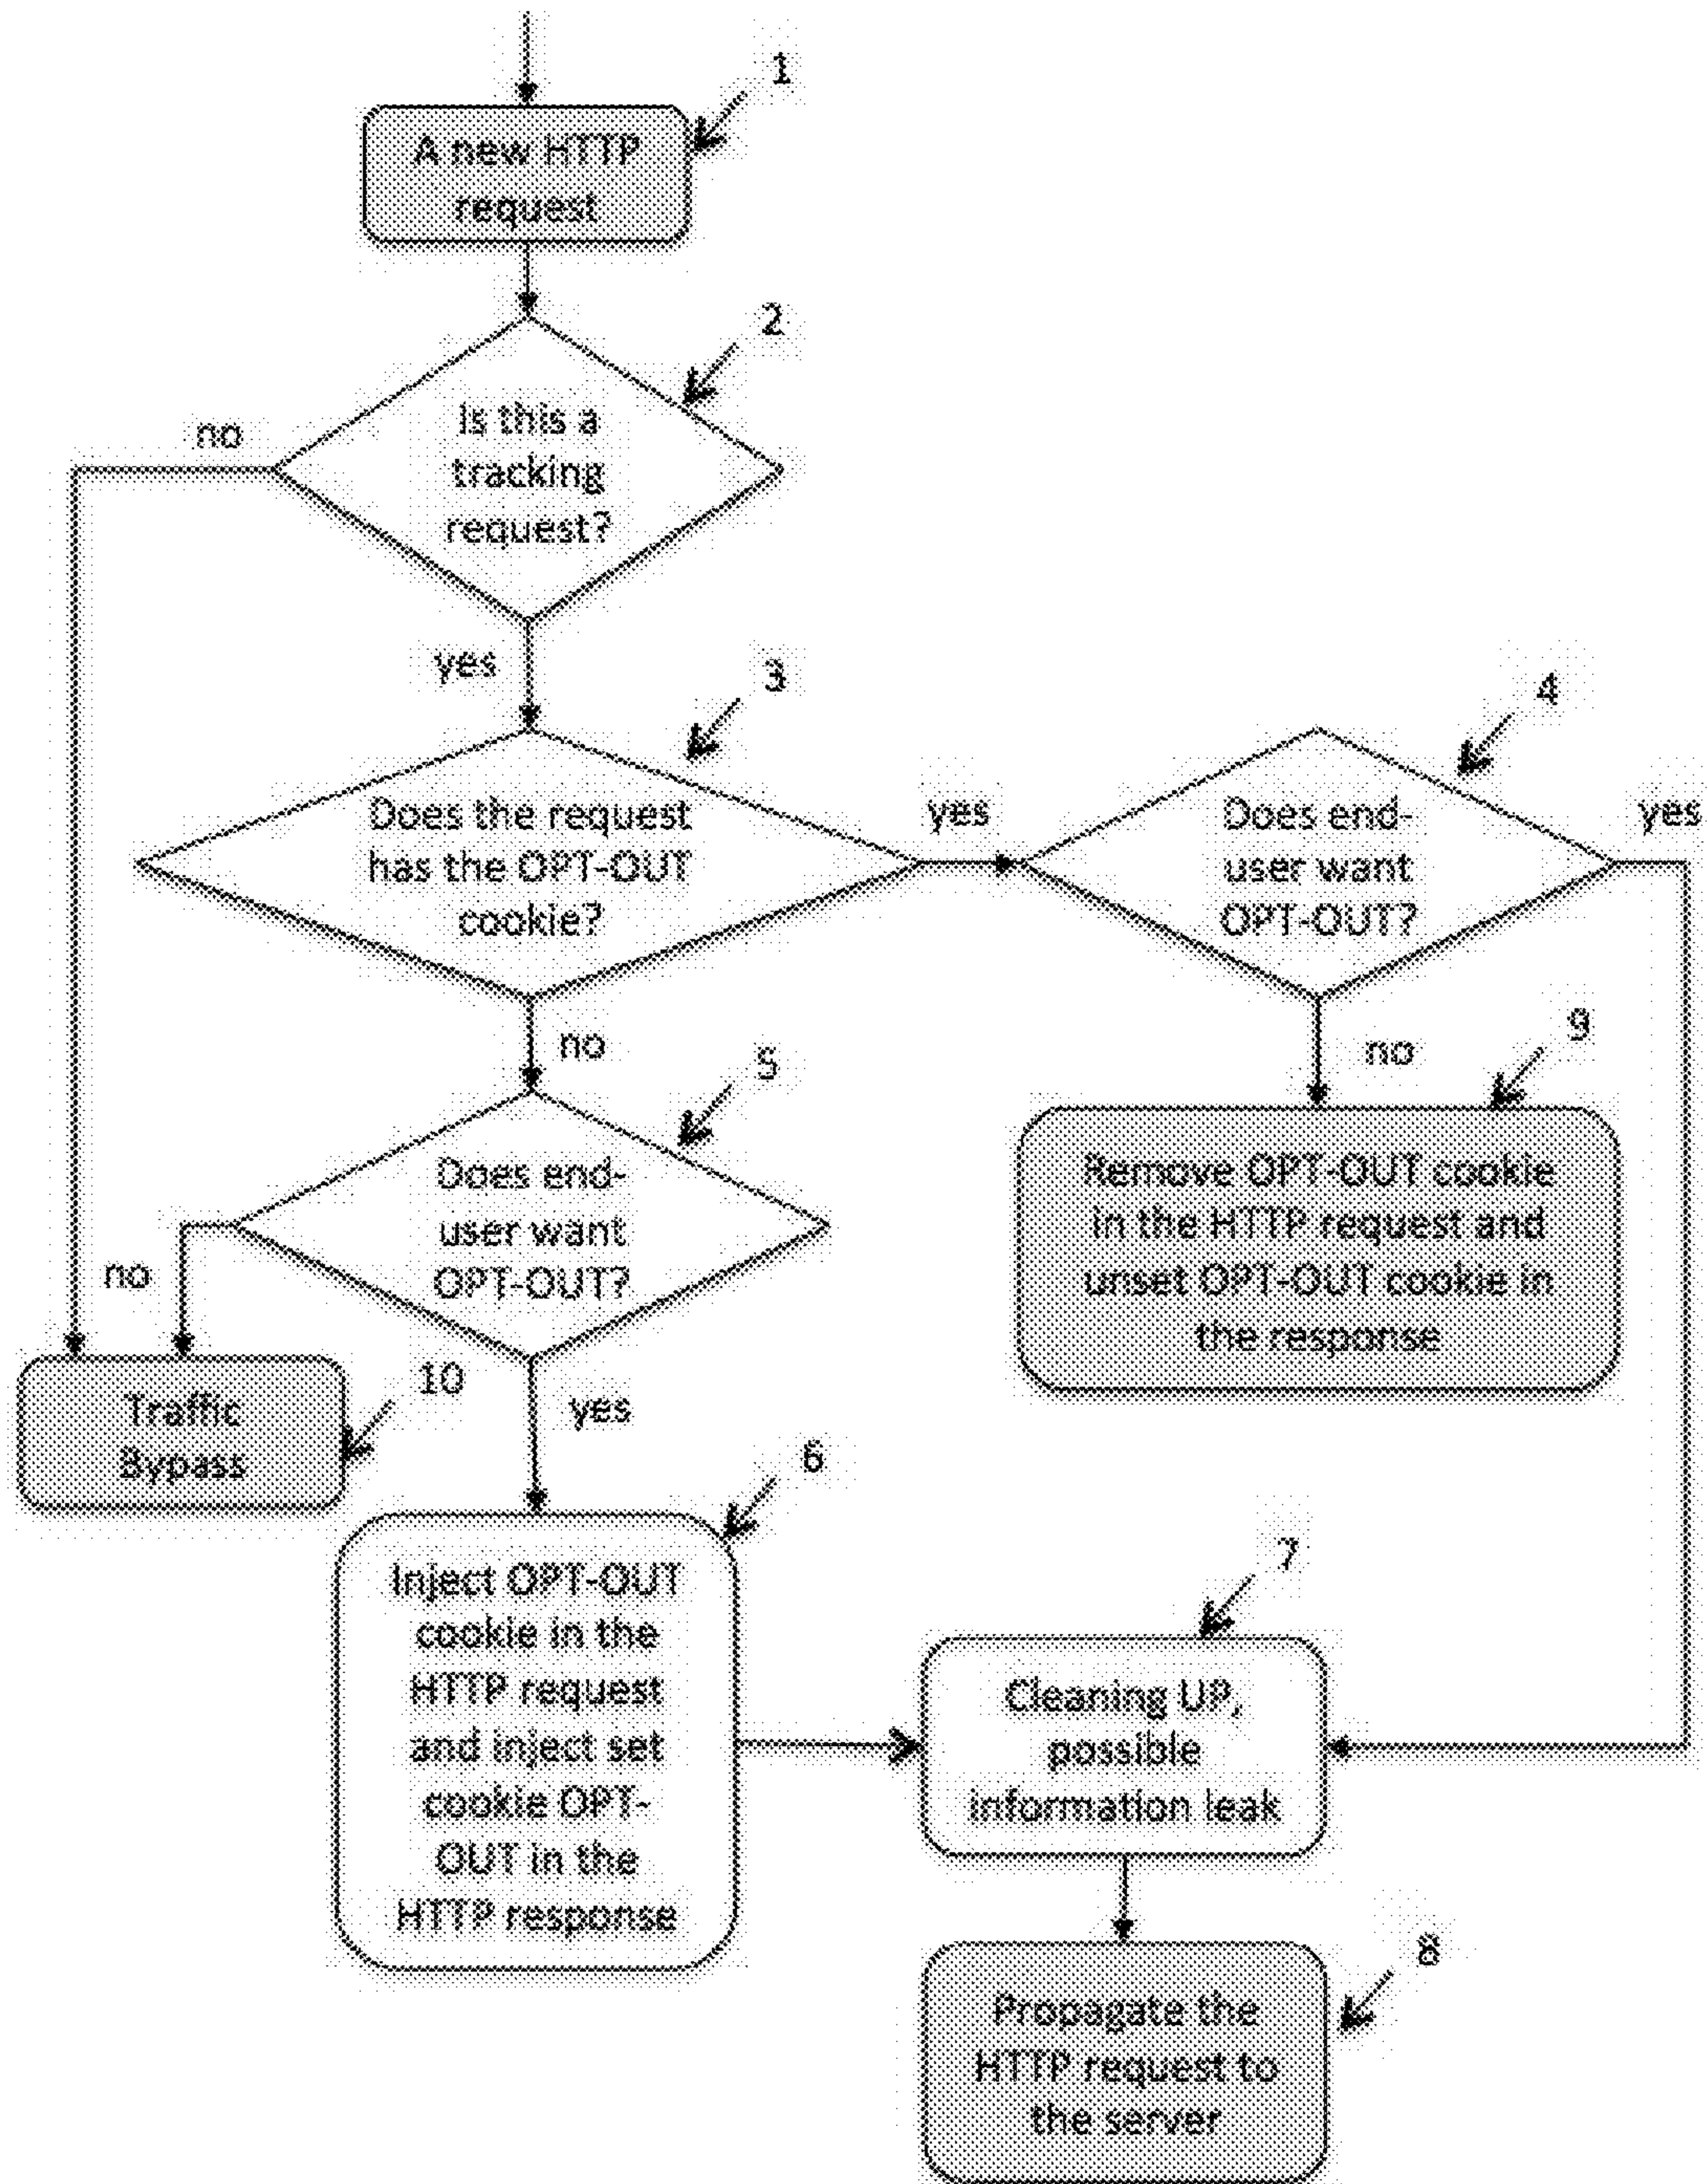 1
A new HTTP
request
2
Is this a
tracking
request?
no
yes
3
Does the request
has the OPT-OUT
cookie?
yes
4
Does end-
user want
OPT-OUT?
yes
no
5
Does end-
user want
OPT-OUT?
no
9
Remove OPT-OUT cookie
in the HTTP request and
unset OPT-OUT cookie in
the response
no
10
Traffic
Bypass
yes
6
Inject OPT-OUT
cookie in the
HTTP request
and inject set
cookie OPT-
OUT in the
HTTP response
7
Cleaning UP,
possible
information leak
8
Propagate the
HTTP request to
the server